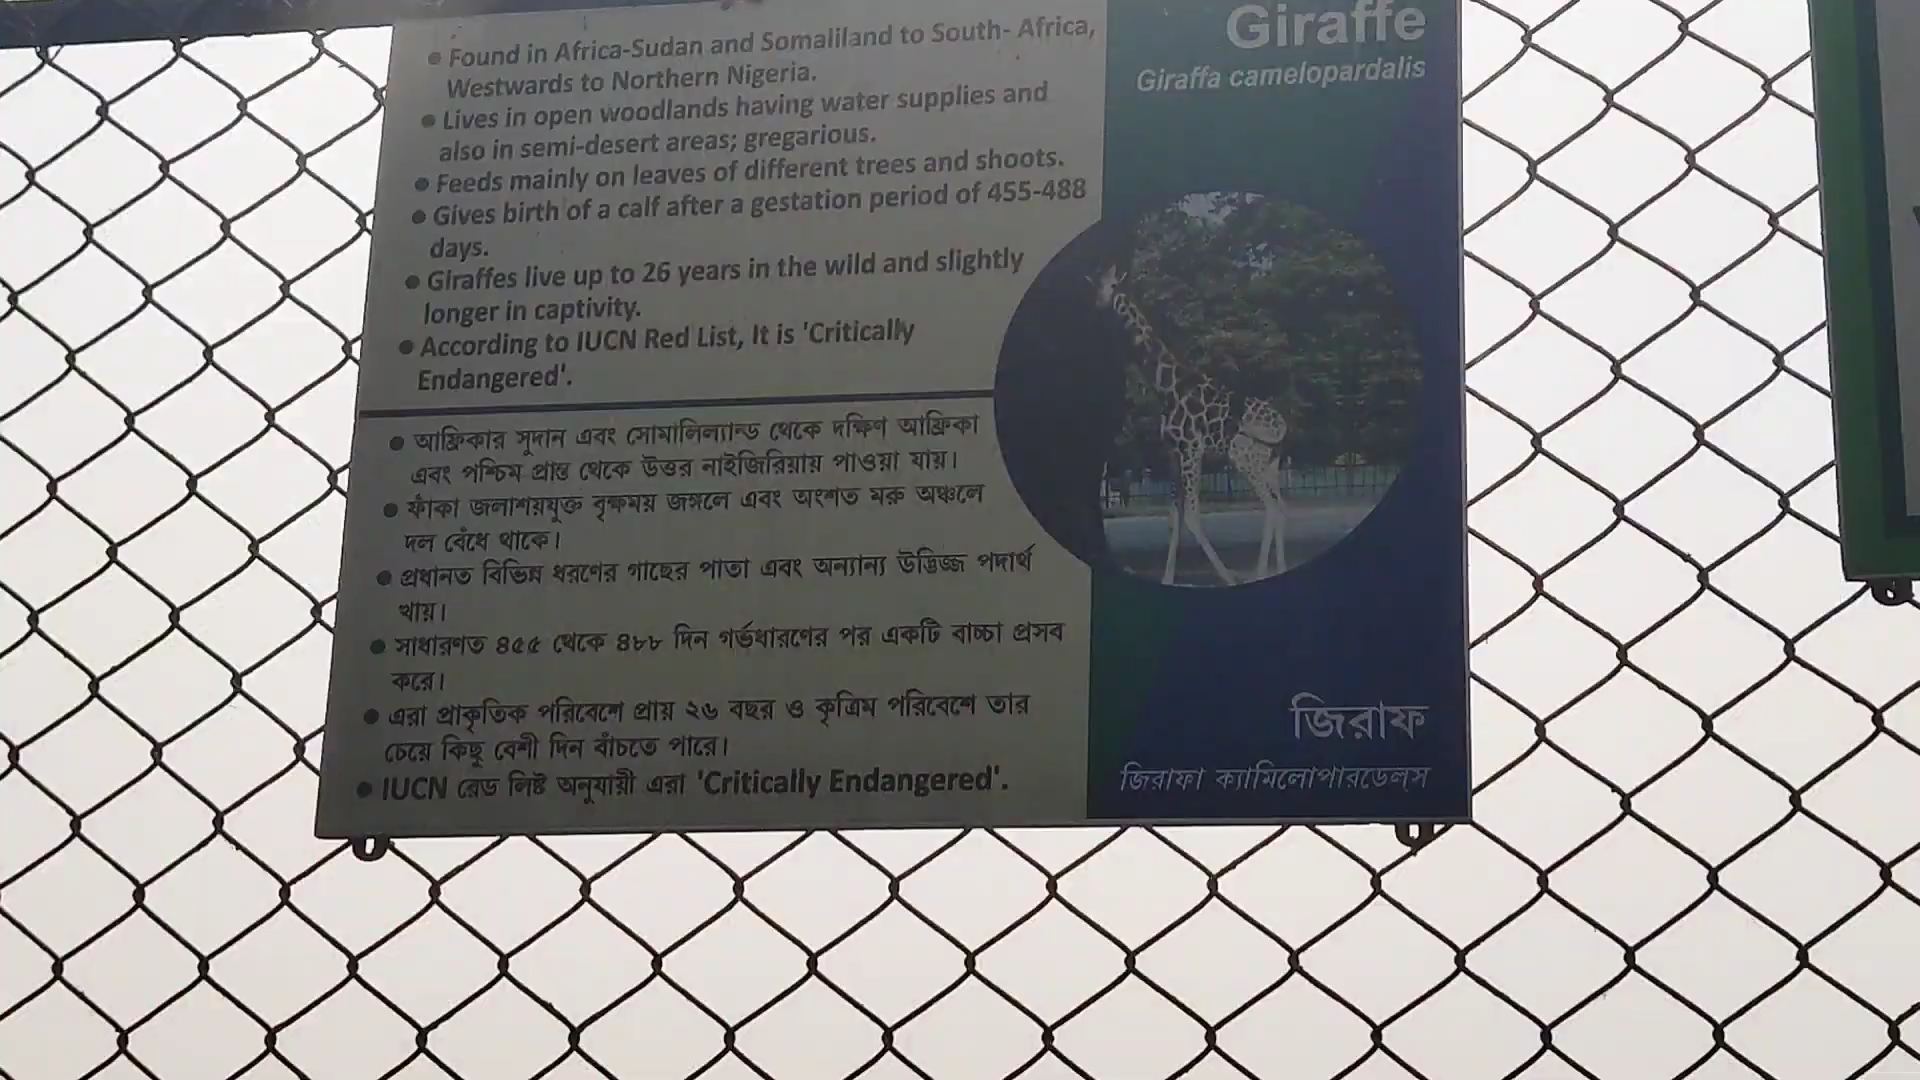 Giraffe
Giraffa camelopardalis
● Found in Africa-Sudan and Somaliland to South- Africa,
Westwards to Northern Nigeria.
● Lives in open woodlands having water supplies and
also in semi-desert areas; gregarious.
● Feeds mainly on leaves of different trees and shoots.
● Gives birth of a calf after a gestation period of 455-488
days.
● Giraffes live up to 26 years in the wild and slightly
longer in captivity.
● According to IUCN Red List, It is 'Critically
Endangered'.
● আফ্রিকার সুদান এবং সোমালিল্যান্ড থেকে দক্ষিণ আফ্রিকা
এবং পশ্চিম প্রান্ত থেকে উত্তর নাইজিরিয়ায় পাওয়া যায়।
● ফাঁকা জলাশয়যুক্ত বৃক্ষময় জঙ্গলে এবং অংশত মরু অঞ্চলে
দল বেঁধে থাকে।
● প্রধানত বিভিন্ন ধরণের গাছের পাতা এবং অন্যান্য উদ্ভিজ্জ পদার্থ
খায়।
● সাধারণত ৪৫৫ থেকে ৪৮৮ দিন গর্ভধারণের পর একটি বাচ্চা প্রসব
করে।
● এরা প্রাকৃতিক পরিবেশে প্রায় ২৬ বছর ও কৃত্রিম পরিবেশে তার
চেয়ে কিছু বেশী দিন বাঁচতে পারে।
● IUCN রেড লিষ্ট অনুযায়ী এরা 'Critically Endangered'.
জিরাফ
জিরাফা ক্যামিলোপারডেল্‌স